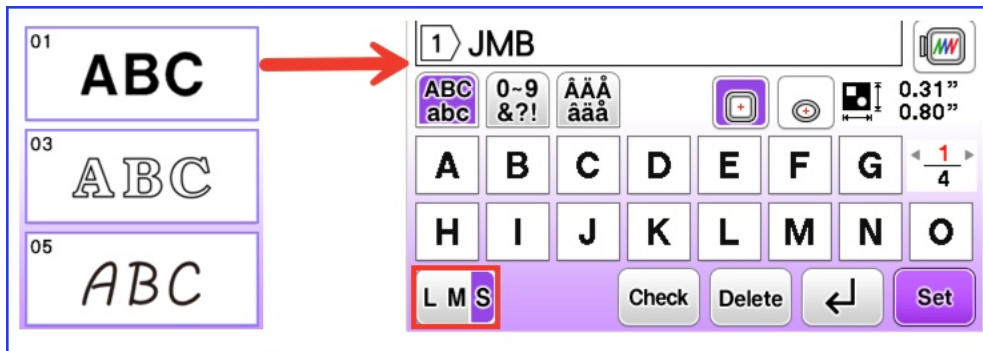 01
ABC
03
ABC
05
ABC
1 JMB
ABC
abc
0~9
&?!
ÂÄÅ
âäå
0.31"
0.80"
A B C D E F G
1
4
H I J K L M N O
L M S
Check
Delete
Set